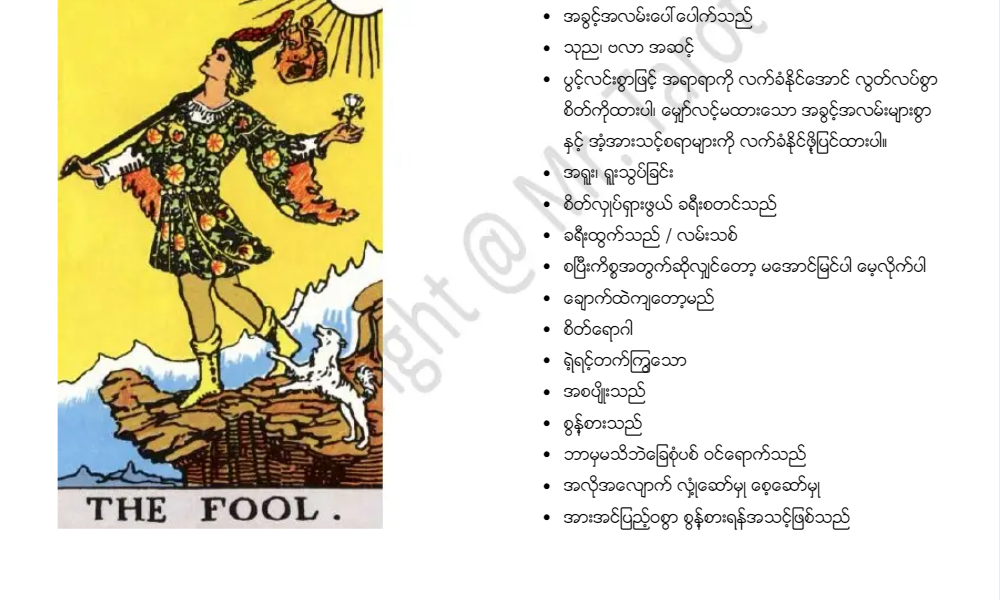 • အခွင့်အလမ်းပေါ်ပေါက်သည်
• သုည၊ ဗလာ အဆင့်
• ပွင့်လင်းစွာဖြင့် အရာရာကို လက်ခံနိုင်အောင် လွတ်လပ်စွာ
စိတ်ကိုထားပါ၊ မျှော်လင့်မထားသော အခွင့်အလမ်းများစွာ
နှင့် အံ့အားသင့်စရာများကို လက်ခံနိုင်ဖို့ပြင်ထားပါ။
• အရူး၊ ရူးသွပ်ခြင်း
• စိတ်လှုပ်ရှားဖွယ် ခရီးစတင်သည်
• ခရီးထွက်သည် / လမ်းသစ်
• စပြီးကိစ္စအတွက်ဆိုလျှင်တော့ မအောင်မြင်ပါ မေ့လိုက်ပါ
• ချောက်ထဲကျတော့မည်
• စိတ်ရောဂါ
• ရဲ့ရင့်တက်ကြွသော
• အစပျိုးသည်
• စွန့်စားသည်
• ဘာမှမသိဘဲခြေစုံပစ် ဝင်ရောက်သည်
• အလိုအလျောက် လှုံ့ဆော်မှု စေ့ဆော်မှု
• အားအင်ပြည့်ဝစွာ စွန့်စားရန်အသင့်ဖြစ်သည်
THE FOOL.
ight @ Mr. Tarot